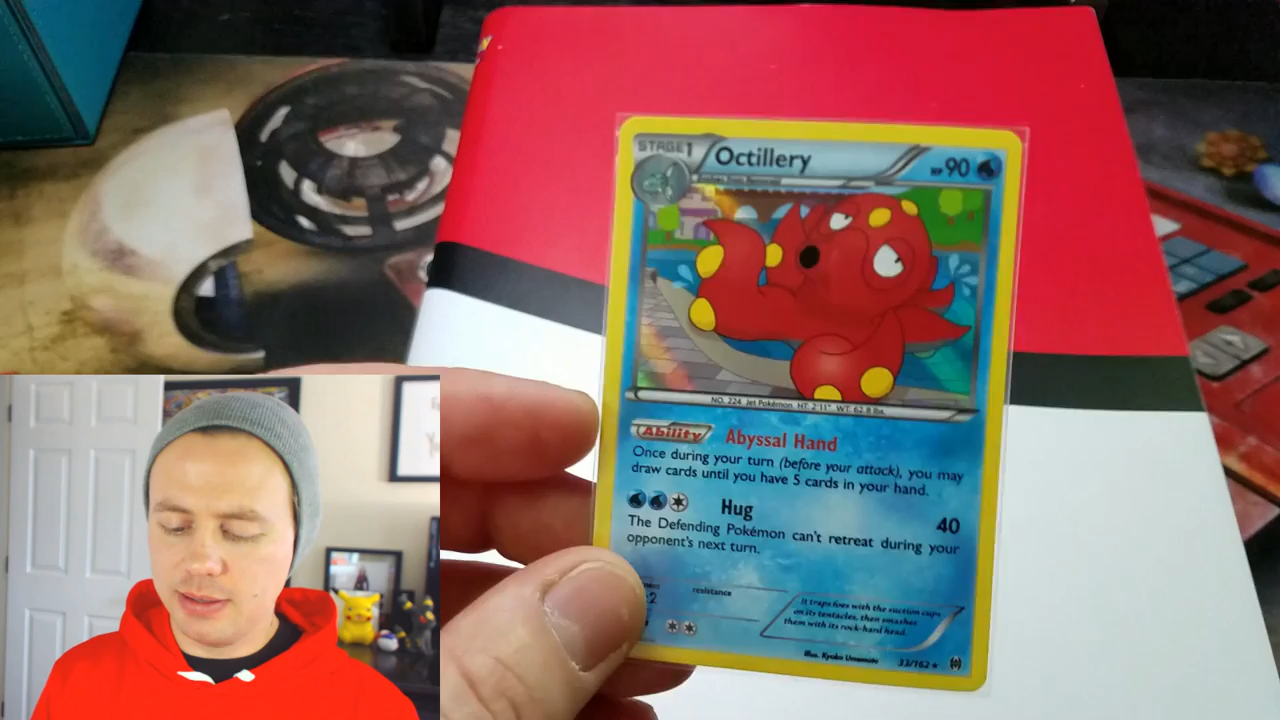 STAGE1
Octillery
HP 90
NO. 224 Jet Pokémon. HT: 2'11" WT: 62.8 lbs.
Ability Abyssal Hand
Once during your turn (before your attack), you may
draw cards until you have 5 cards in your hand.
Hug 40
The Defending Pokémon can't retreat during your
opponent's next turn.
resistance
It traps foes with the suction cups
on its tentacles, then smashes
them with its rock-hard head.
Illus. Kyoko Umemoto
33/162